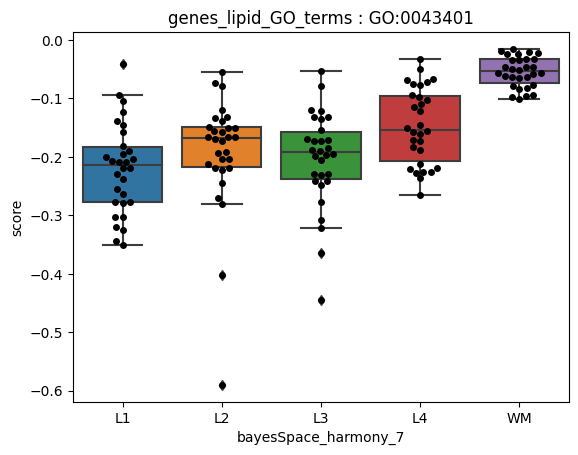 genes_lipid_GO_terms : GO:0043401
0.0
−0.1
−0.2
−0.3
−0.4
−0.5
−0.6
score
L1 L2 L3 L4 WM
bayesSpace_harmony_7